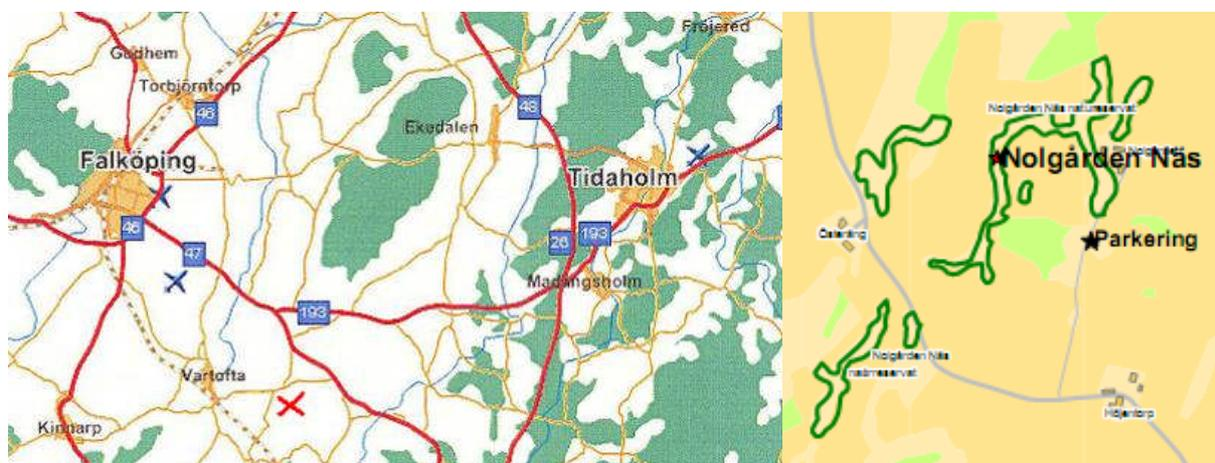 Fröjered
Gudhem
Torbjörntorp
46
48
Ekedalen
Falköping
Tidaholm
46
47
26
193
Madängsholm
193
Vartofta
Kinnarp
Nolgården Näs naturreservat
Nolgården Näs
Parkering
Nolgården Näs
naturreservat
Höjentorp